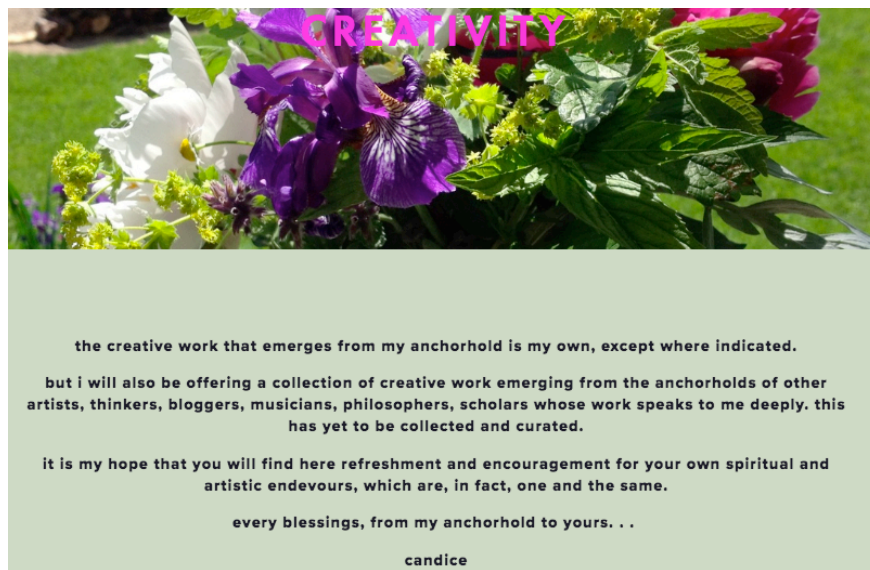 CREATIVITY
the creative work that emerges from my anchorhold is my own, except where indicated.
but i will also be offering a collection of creative work emerging from the anchorholds of other
artists, thinkers, bloggers, musicians, philosophers, scholars whose work speaks to me deeply. this
has yet to be collected and curated.
it is my hope that you will find here refreshment and encouragement for your own spiritual and
artistic endevours, which are, in fact, one and the same.
every blessings, from my anchorhold to yours. . .
candice